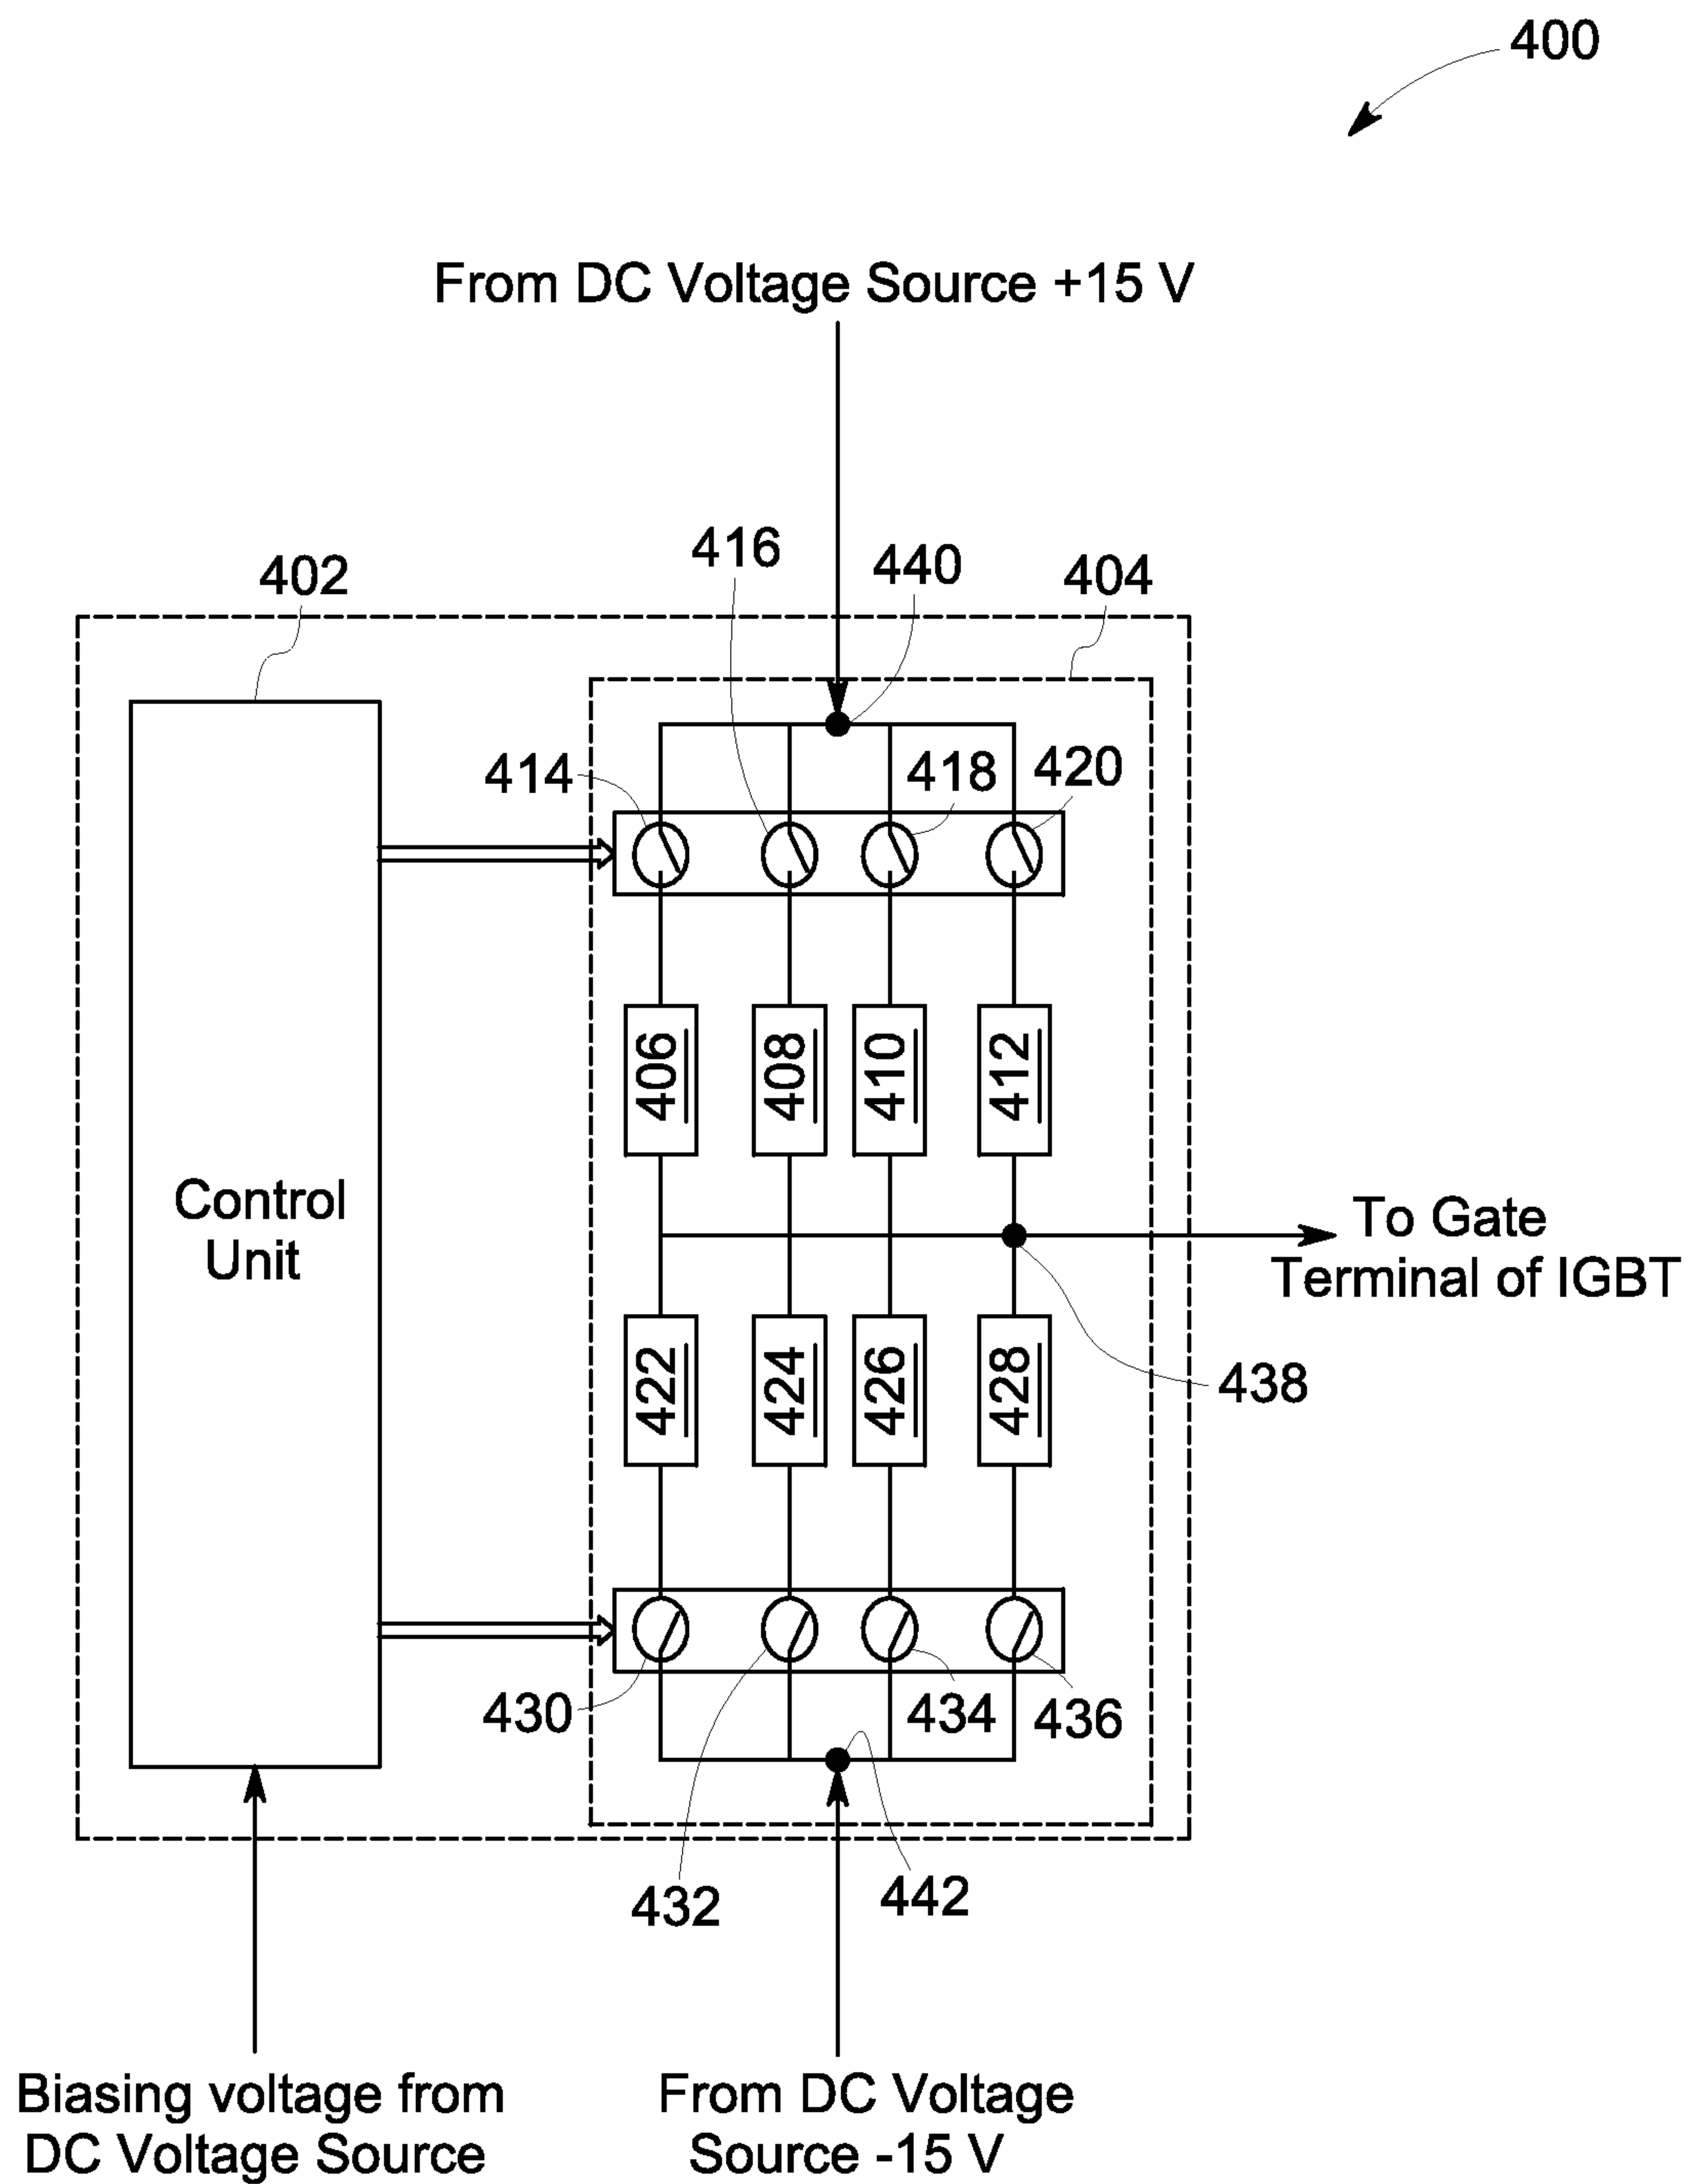 400
From DC Voltage Source +15 V
416
440
404
402
414
418
420
406
408
410
412
Control
Unit
To Gate
Terminal of IGBT
422
424
426
428
438
430
434
436
432
442
Biasing voltage from
DC Voltage Source
From DC Voltage
Source -15 V